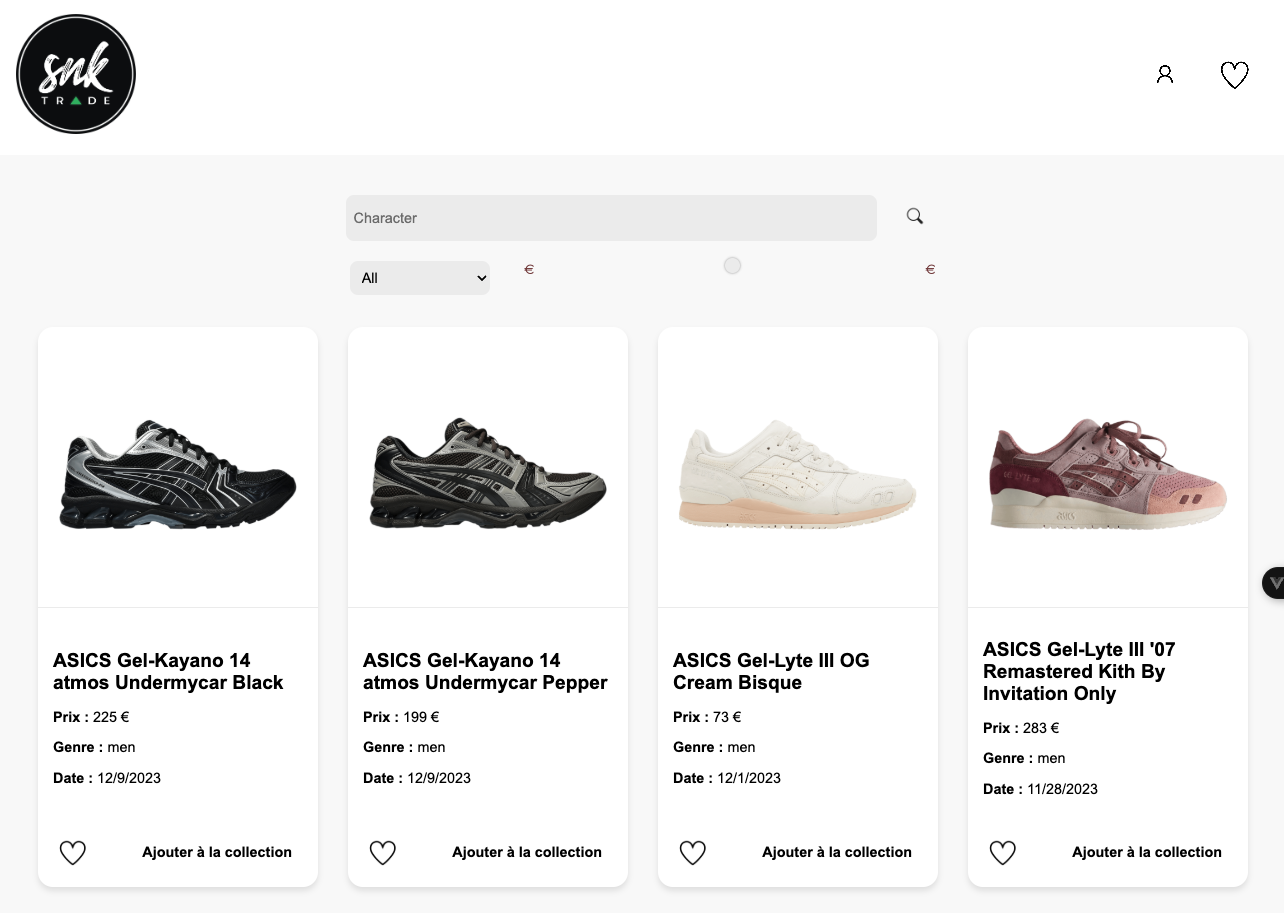 snk
TRADE
Character
All
€
€
ASICS Gel-Kayano 14
atmos Undermycar Black
Prix : 225 €
Genre : men
Date : 12/9/2023
Ajouter à la collection
ASICS Gel-Kayano 14
atmos Undermycar Pepper
Prix : 199 €
Genre : men
Date : 12/9/2023
Ajouter à la collection
ASICS Gel-Lyte III OG
Cream Bisque
Prix : 73 €
Genre : men
Date : 12/1/2023
Ajouter à la collection
ASICS Gel-Lyte III '07
Remastered Kith By
Invitation Only
Prix : 283 €
Genre : men
Date : 11/28/2023
Ajouter à la collection